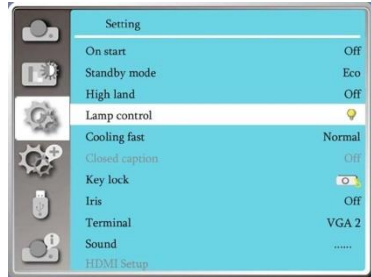 Setting
On start Off
Standby mode Eco
High land Off
Lamp control
Cooling fast Normal
Closed caption Off
Key lock
Iris Off
Terminal VGA 2
Sound ......
HDMI Setup